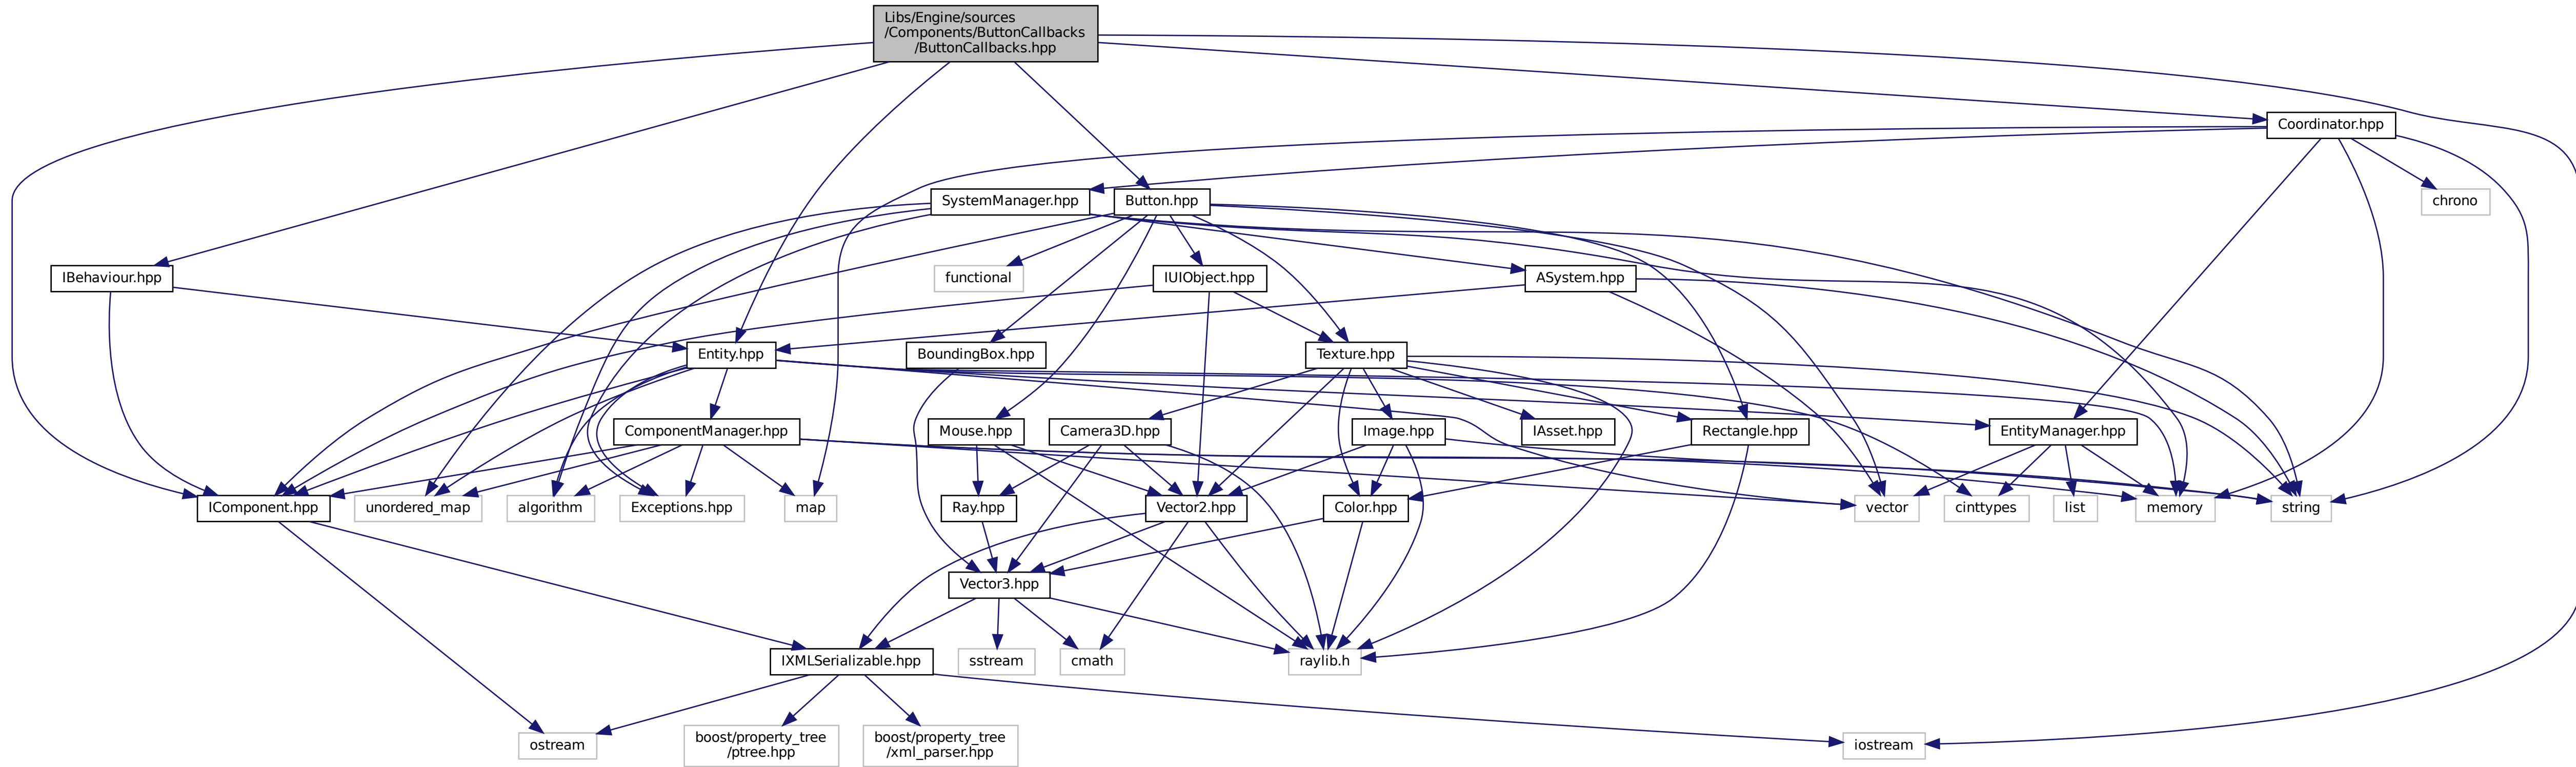 Libs/Engine/sources
/Components/ButtonCallbacks
/ButtonCallbacks.hpp
Coordinator.hpp
SystemManager.hpp
Button.hpp
chrono
IBehaviour.hpp
functional
IUIObject.hpp
ASystem.hpp
Entity.hpp
BoundingBox.hpp
Texture.hpp
ComponentManager.hpp
Mouse.hpp
Camera3D.hpp
Image.hpp
IAsset.hpp
Rectangle.hpp
EntityManager.hpp
IComponent.hpp
unordered_map
algorithm
Exceptions.hpp
map
Ray.hpp
Vector2.hpp
Color.hpp
vector
cinttypes
list
memory
string
Vector3.hpp
IXMLSerializable.hpp
sstream
cmath
raylib.h
ostream
boost/property_tree
/ptree.hpp
boost/property_tree
/xml_parser.hpp
iostream